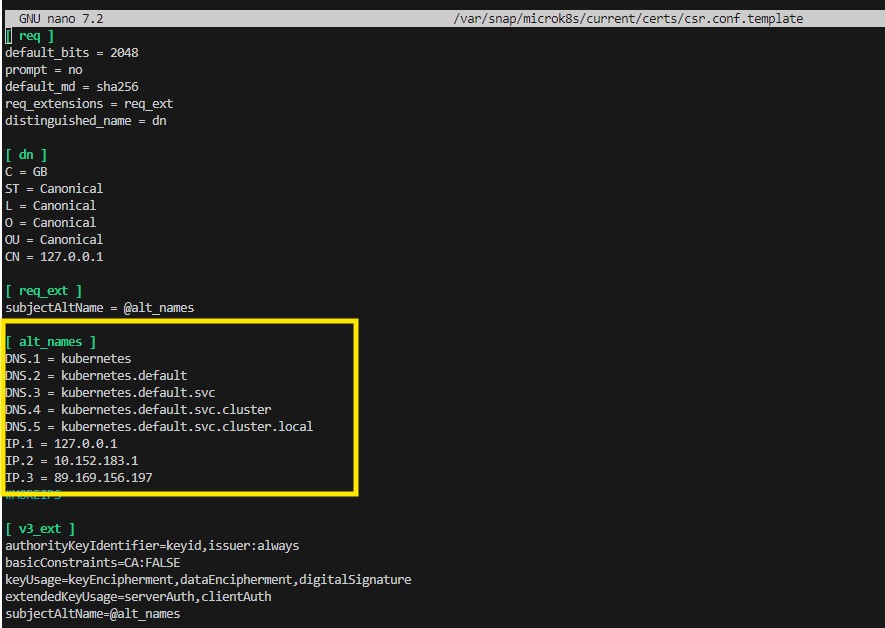 GNU nano 7.2 /var/snap/microk8s/current/certs/csr.conf.template
[ req ]
default_bits = 2048
prompt = no
default_md = sha256
req_extensions = req_ext
distinguished_name = dn
[ dn ]
C = GB
ST = Canonical
L = Canonical
O = Canonical
OU = Canonical
CN = 127.0.0.1
[ req_ext ]
subjectAltName = @alt_names
[ alt_names ]
DNS.1 = kubernetes
DNS.2 = kubernetes.default
DNS.3 = kubernetes.default.svc
DNS.4 = kubernetes.default.svc.cluster
DNS.5 = kubernetes.default.svc.cluster.local
IP.1 = 127.0.0.1
IP.2 = 10.152.183.1
IP.3 = 89.169.156.197
#MOREIPS
[ v3_ext ]
authorityKeyIdentifier=keyid,issuer:always
basicConstraints=CA:FALSE
keyUsage=keyEncipherment,dataEncipherment,digitalSignature
extendedKeyUsage=serverAuth,clientAuth
subjectAltName=@alt_names